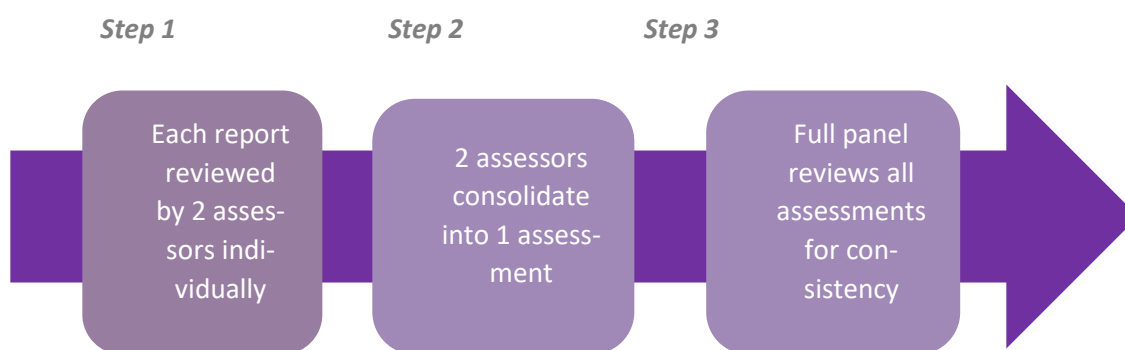 Step 1
Step 2
Step 3
Each report
reviewed
by 2 asses-
sors indi-
vidually
2 assessors
consolidate
into 1 assess-
ment
Full panel
reviews all
assessments
for con-
sistency